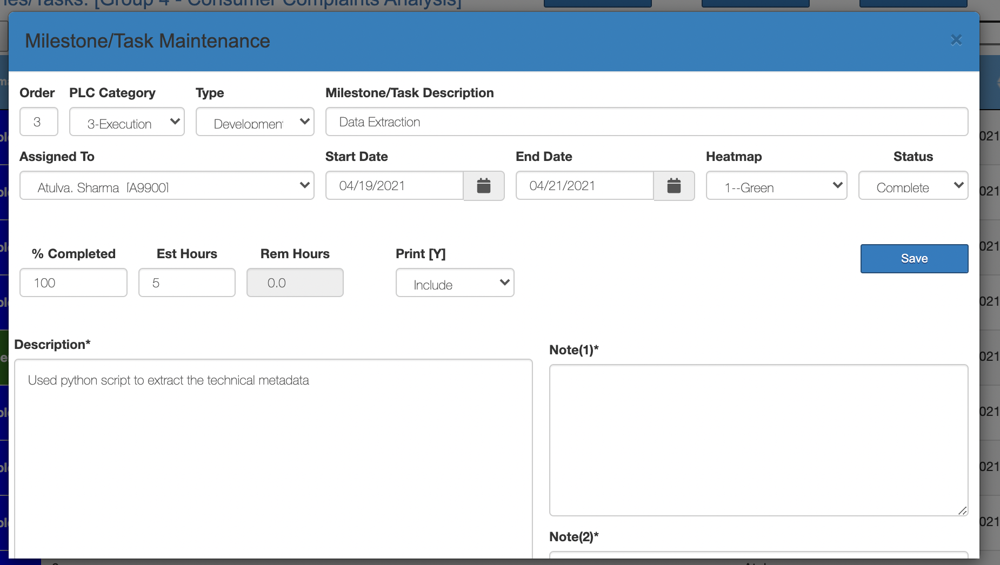 ies/Tasks: [Group 4 - Consumer Complaints Analysis]
Milestone/Task Maintenance
×
Order PLC Category Type Milestone/Task Description
3 3-Execution Development Data Extraction
Assigned To Start Date End Date Heatmap Status
Atulya. Sharma [A9900] 04/19/2021 04/21/2021 1--Green Complete
% Completed Est Hours Rem Hours Print [Y]
Save
100 5 0.0 Include
Description*
Note(1)*
Used python script to extract the technical metadata
Note(2)*
021
021
021
021
021
021
021
021